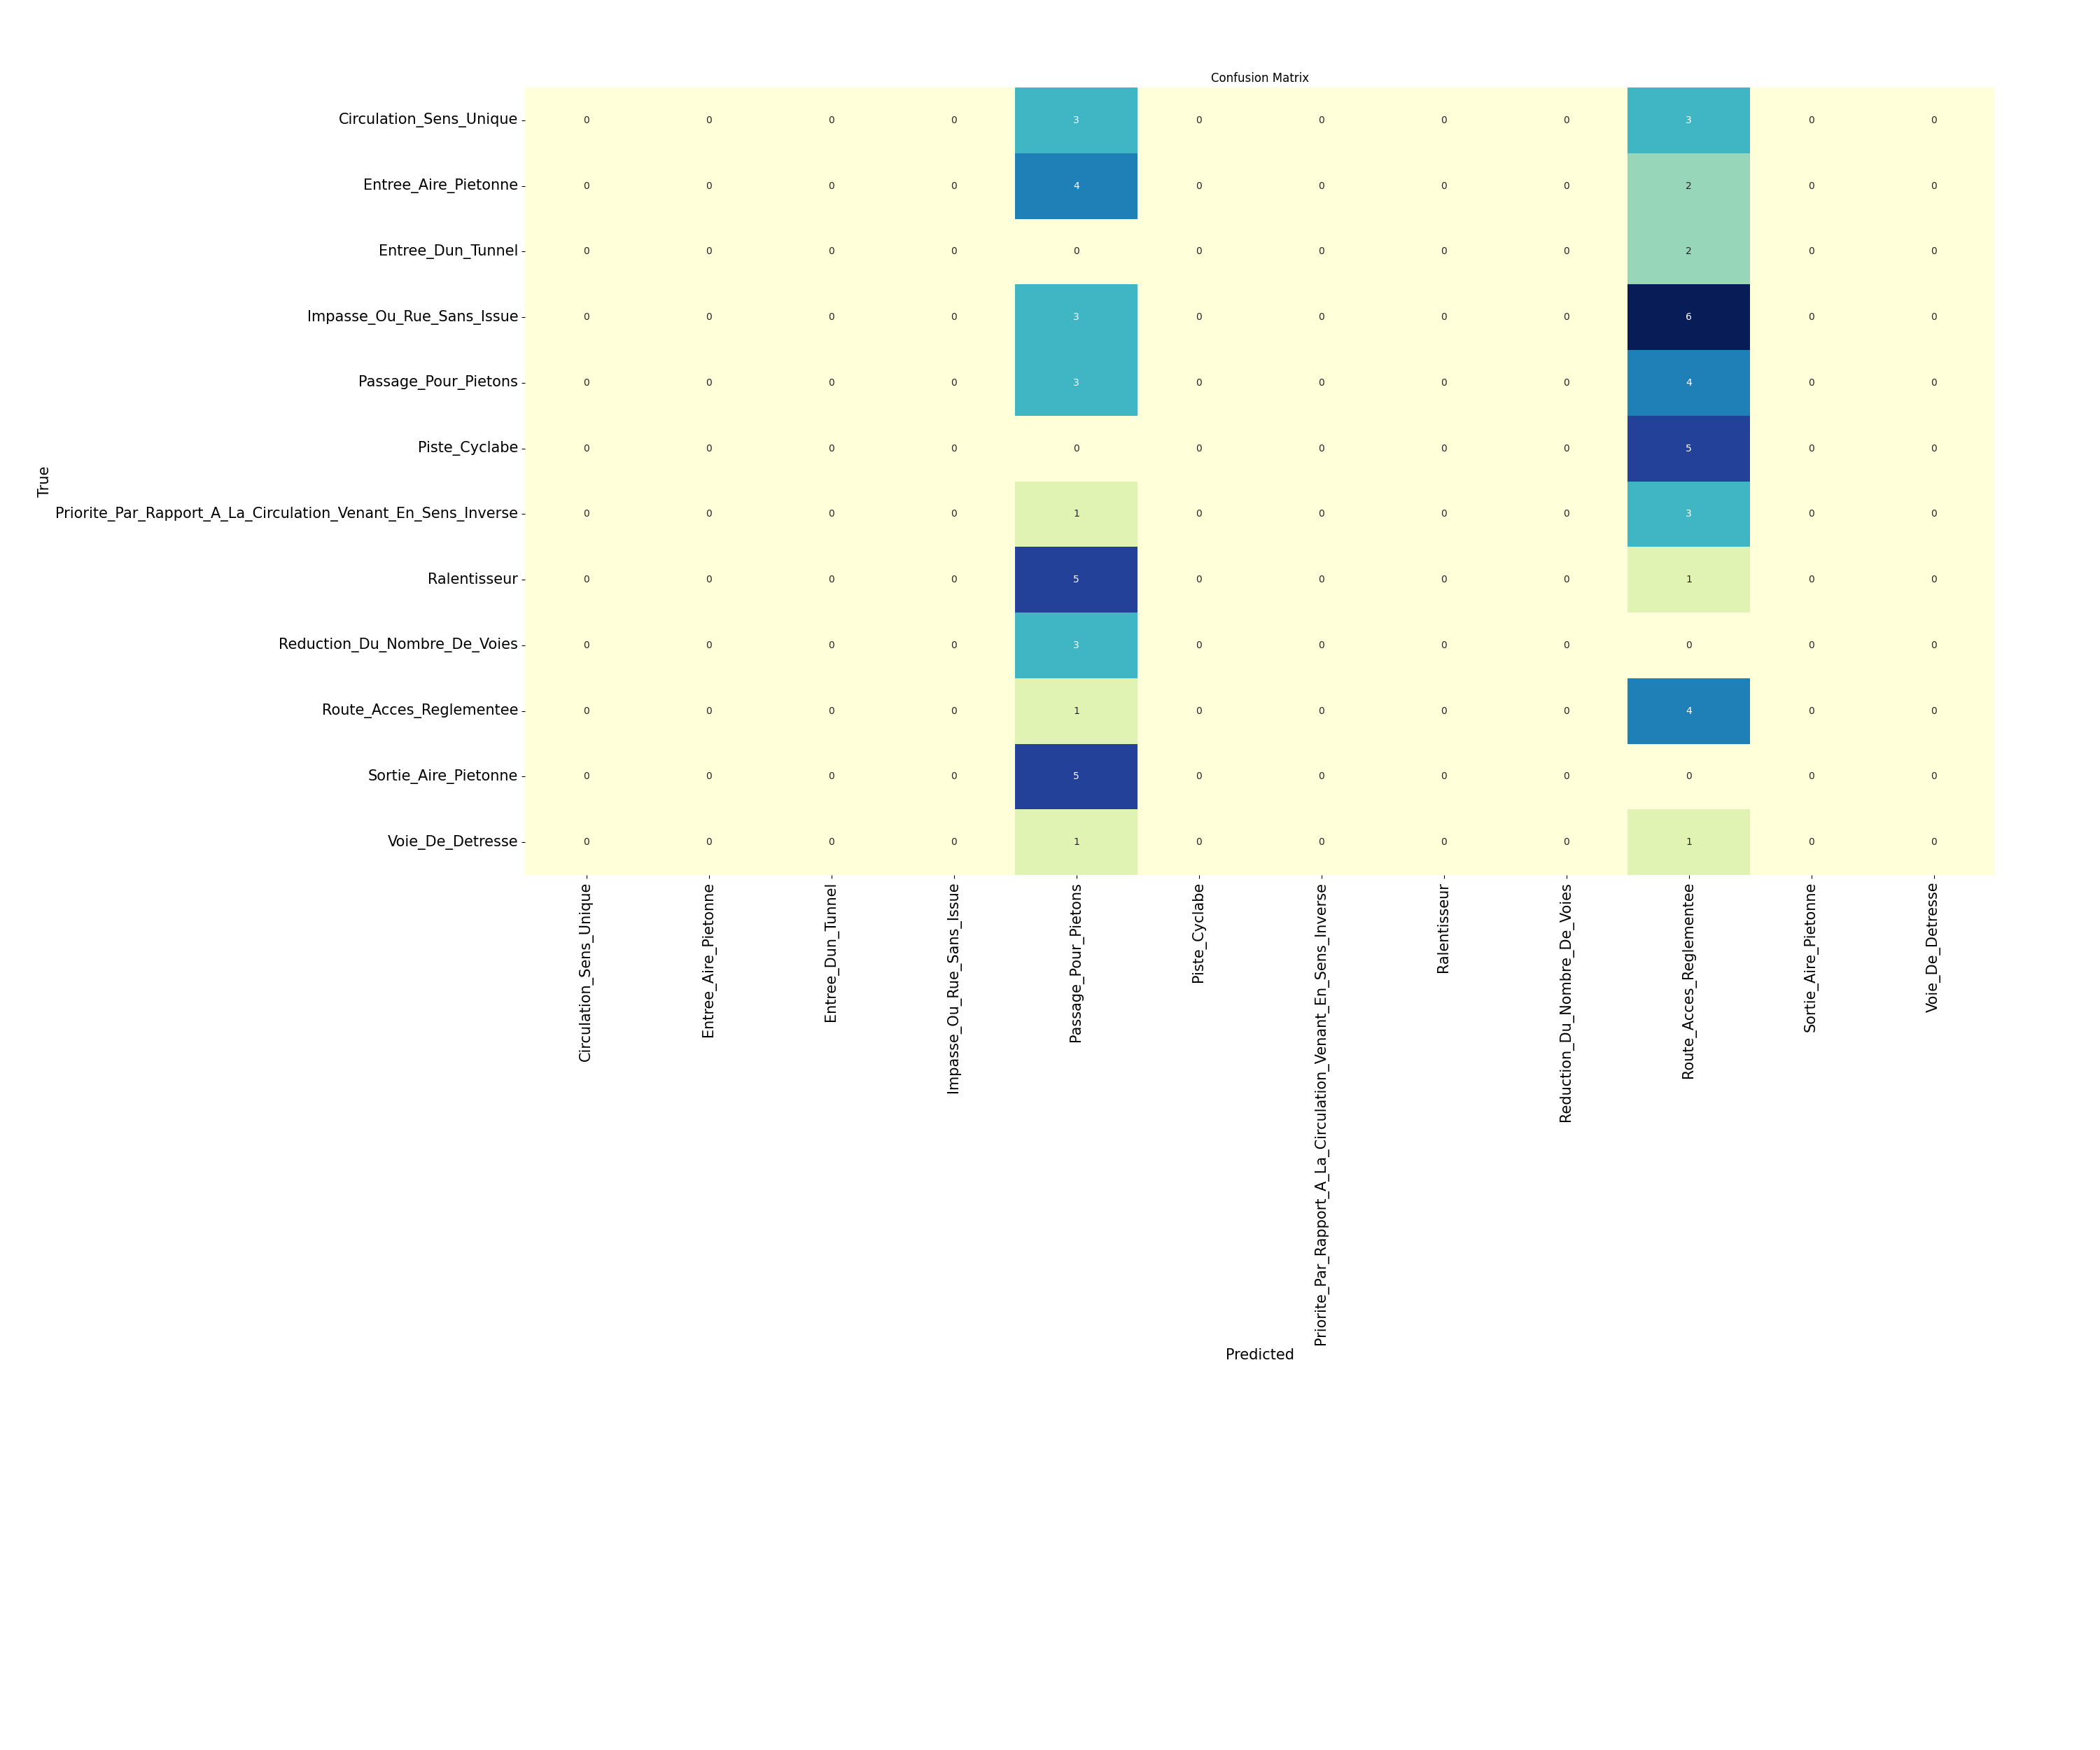 Confusion Matrix
True
Circulation_Sens_Unique 0 0 0 0 3 0 0 0 0 3 0 0
Entree_Aire_Pietonne 0 0 0 0 4 0 0 0 0 2 0 0
Entree_Dun_Tunnel 0 0 0 0 0 0 0 0 0 2 0 0
Impasse_Ou_Rue_Sans_Issue 0 0 0 0 3 0 0 0 0 6 0 0
Passage_Pour_Pietons 0 0 0 0 3 0 0 0 0 4 0 0
Piste_Cyclabe 0 0 0 0 0 0 0 0 0 5 0 0
Priorite_Par_Rapport_A_La_Circulation_Venant_En_Sens_Inverse 0 0 0 0 1 0 0 0 0 3 0 0
Ralentisseur 0 0 0 0 5 0 0 0 0 1 0 0
Reduction_Du_Nombre_De_Voies 0 0 0 0 3 0 0 0 0 0 0 0
Route_Acces_Reglementee 0 0 0 0 1 0 0 0 0 4 0 0
Sortie_Aire_Pietonne 0 0 0 0 5 0 0 0 0 0 0 0
Voie_De_Detresse 0 0 0 0 1 0 0 0 0 1 0 0
Circulation_Sens_Unique
Entree_Aire_Pietonne
Entree_Dun_Tunnel
Impasse_Ou_Rue_Sans_Issue
Passage_Pour_Pietons
Piste_Cyclabe
Priorite_Par_Rapport_A_La_Circulation_Venant_En_Sens_Inverse
Ralentisseur
Reduction_Du_Nombre_De_Voies
Route_Acces_Reglementee
Sortie_Aire_Pietonne
Voie_De_Detresse
Predicted